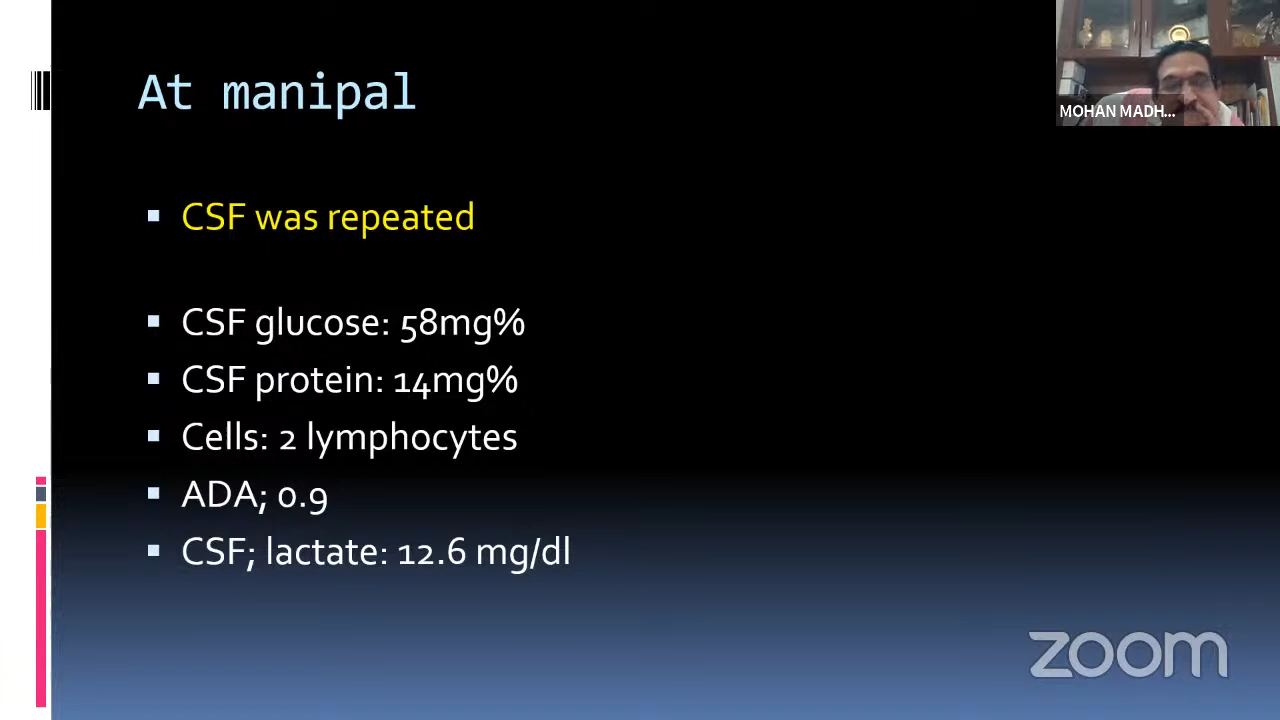 At manipal
MOHAN MADH...
CSF was repeated
CSF glucose: 58mg%
CSF protein: 14mg%
Cells: 2 lymphocytes
ADA; 0.9
CSF; lactate: 12.6 mg/dl
zoom